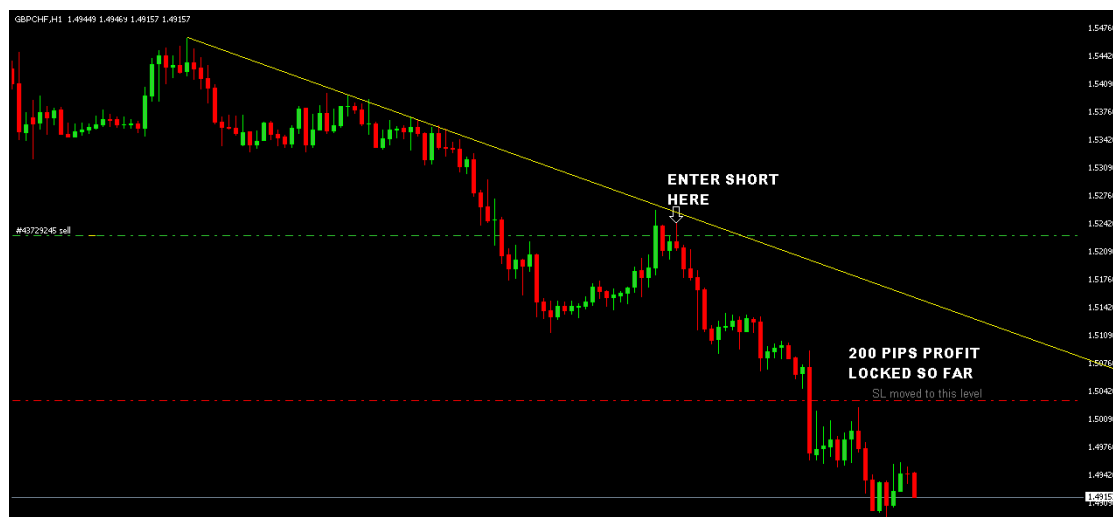 GBPCHF,H1 1.49449 1.49469 1.49157 1.49157
1.5476
1.5442
1.5409
1.5376
1.5342
1.5309
ENTER SHORT
HERE
1.5276
1.5242
#43729245 sell
1.5209
1.5176
1.5142
1.5109
200 PIPS PROFIT
LOCKED SO FAR
1.5076
SL moved to this level
1.5042
1.5009
1.4976
1.4942
1.4915